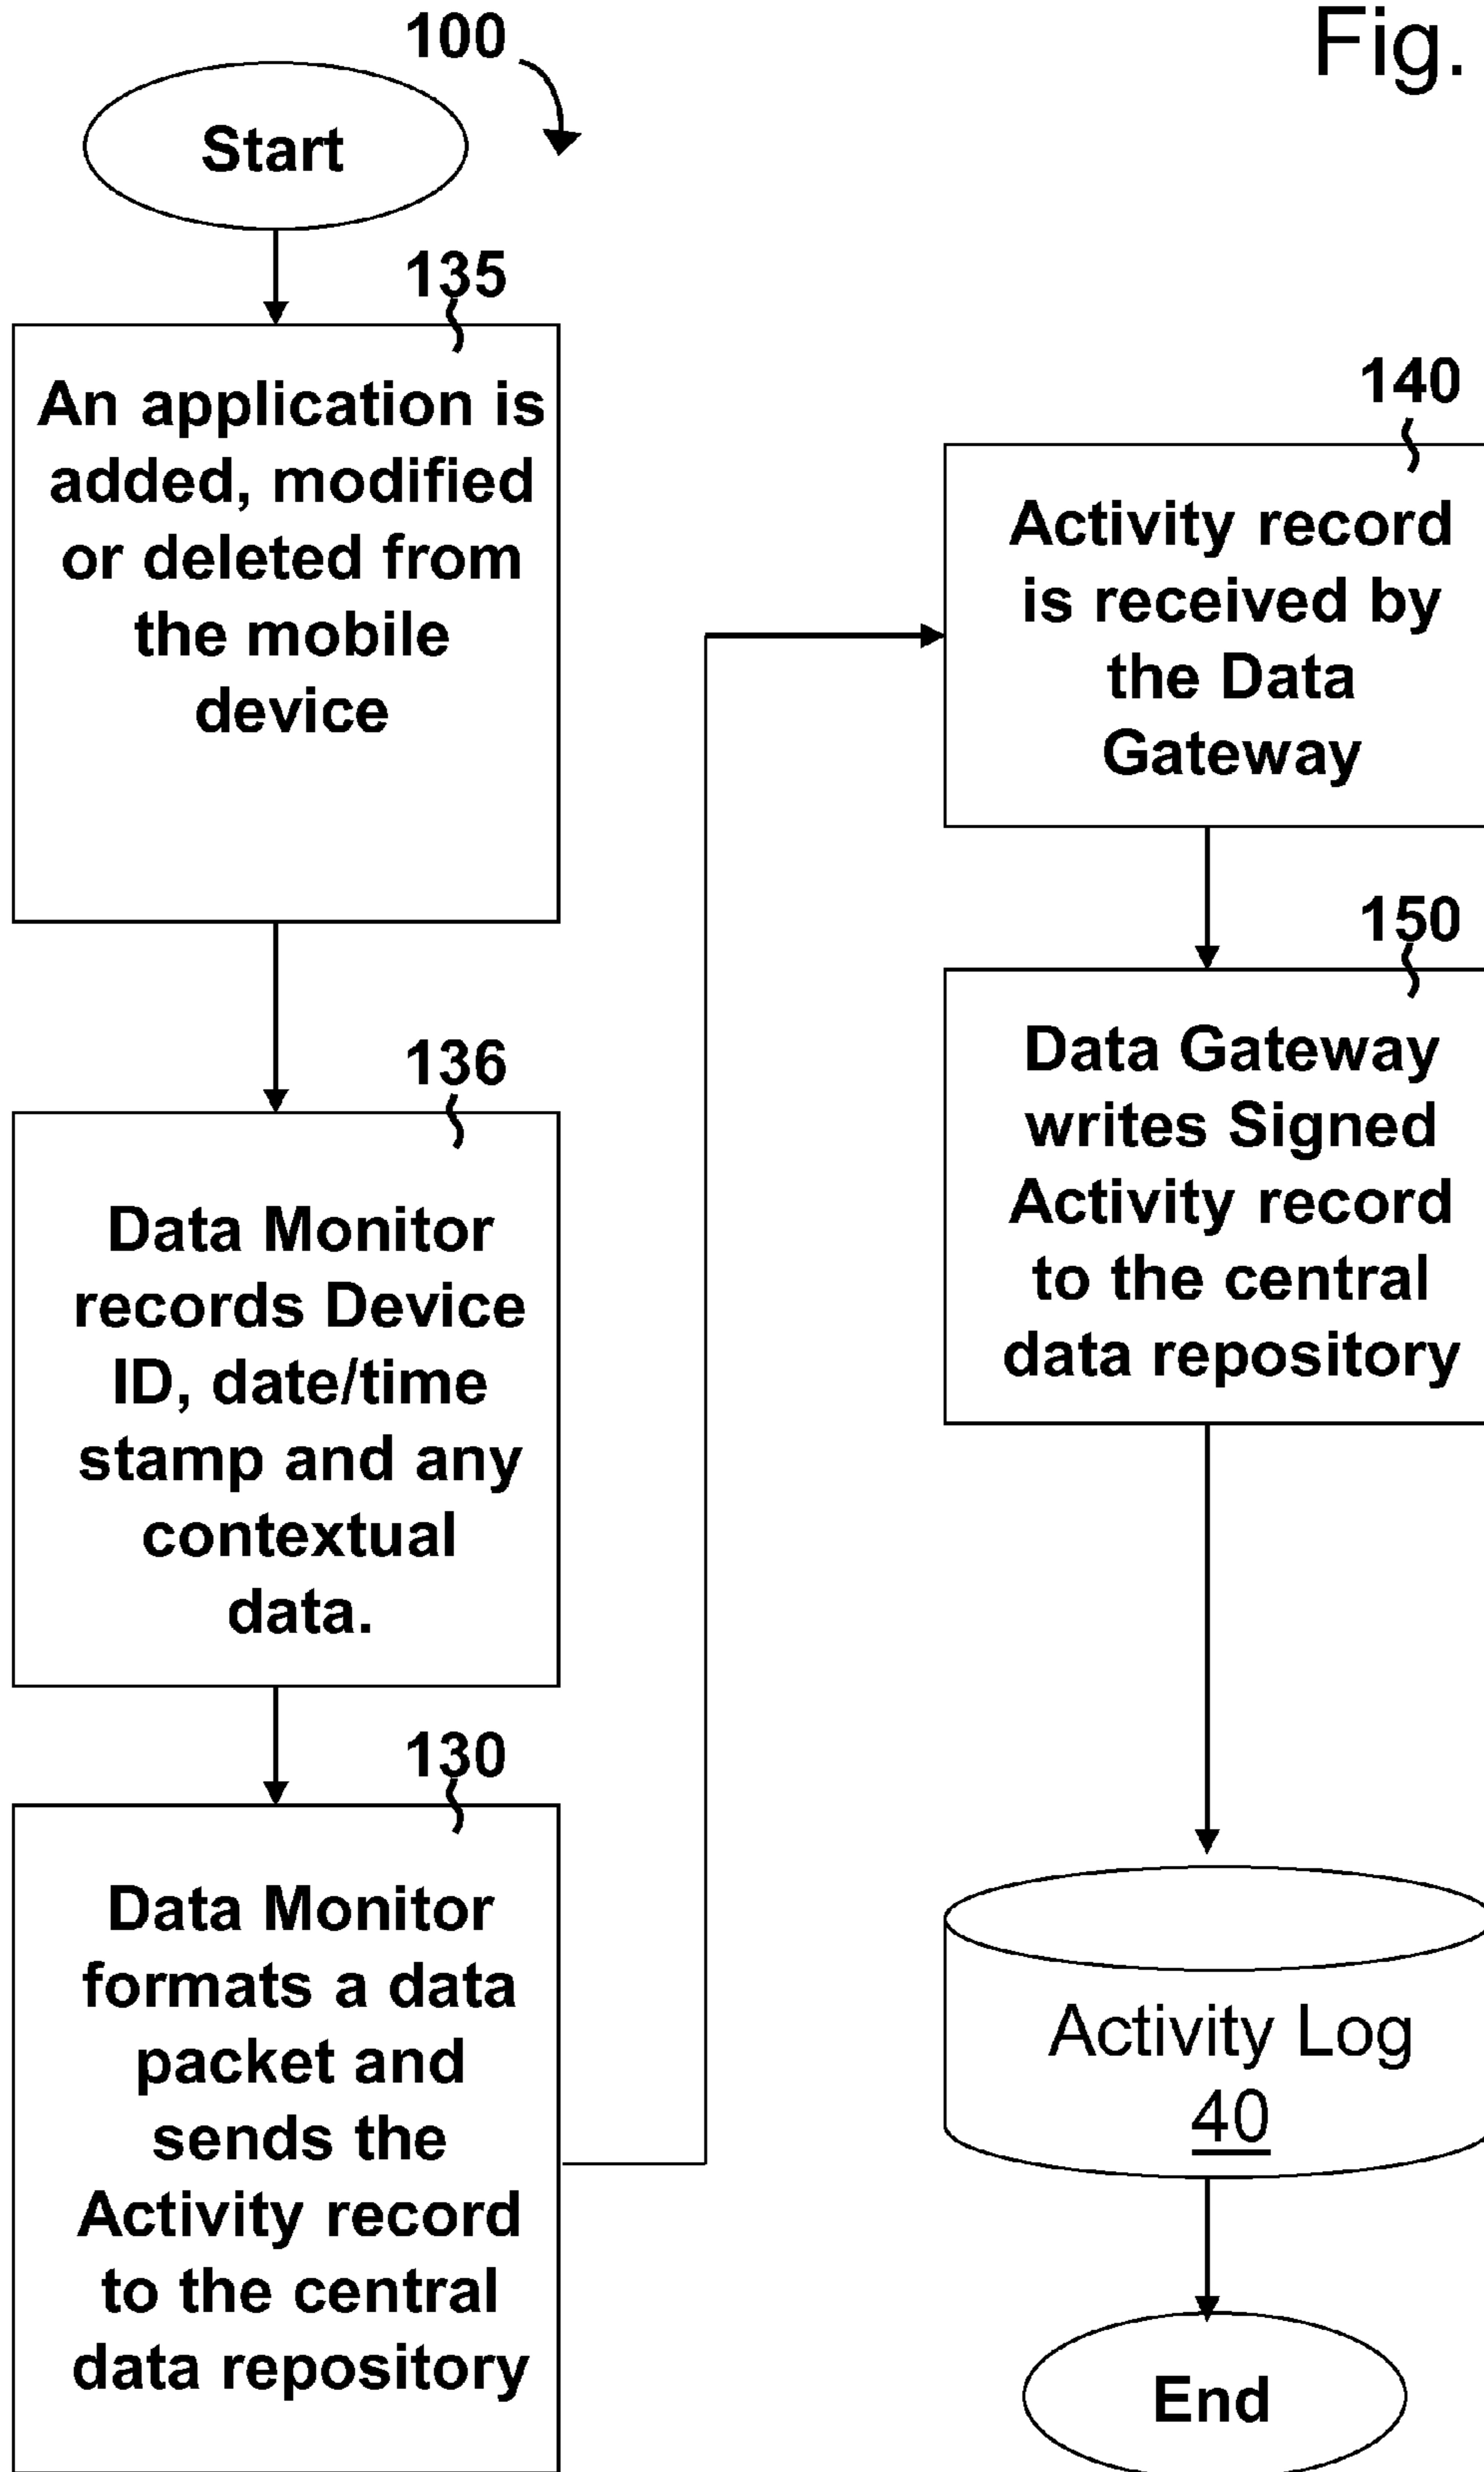 100
Fig.
Start
135
An application is
added, modified
or deleted from
the mobile
device
136
Data Monitor
records Device
ID, date/time
stamp and any
contextual
data.
130
Data Monitor
formats a data
packet and
sends the
Activity record
to the central
data repository
140
Activity record
is received by
the Data
Gateway
150
Data Gateway
writes Signed
Activity record
to the central
data repository
Activity Log
40
End